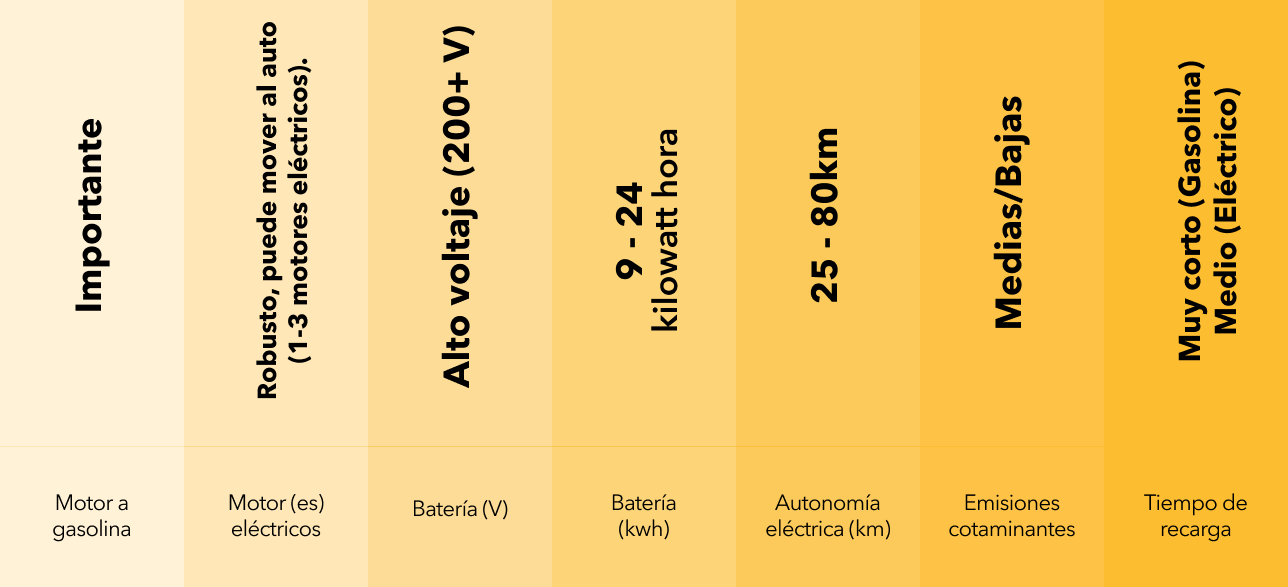 Importante
Motor a
gasolina
Robusto, puede mover al auto
(1-3 motores eléctricos).
Motor (es)
eléctricos
Alto voltaje (200+ V)
Batería (V)
9 - 24
kilowatt hora
Batería
(kwh)
25 - 80km
Autonomía
eléctrica (km)
Medias/Bajas
Emisiones
cotaminantes
Muy corto (Gasolina)
Medio (Eléctrico)
Tiempo de
recarga